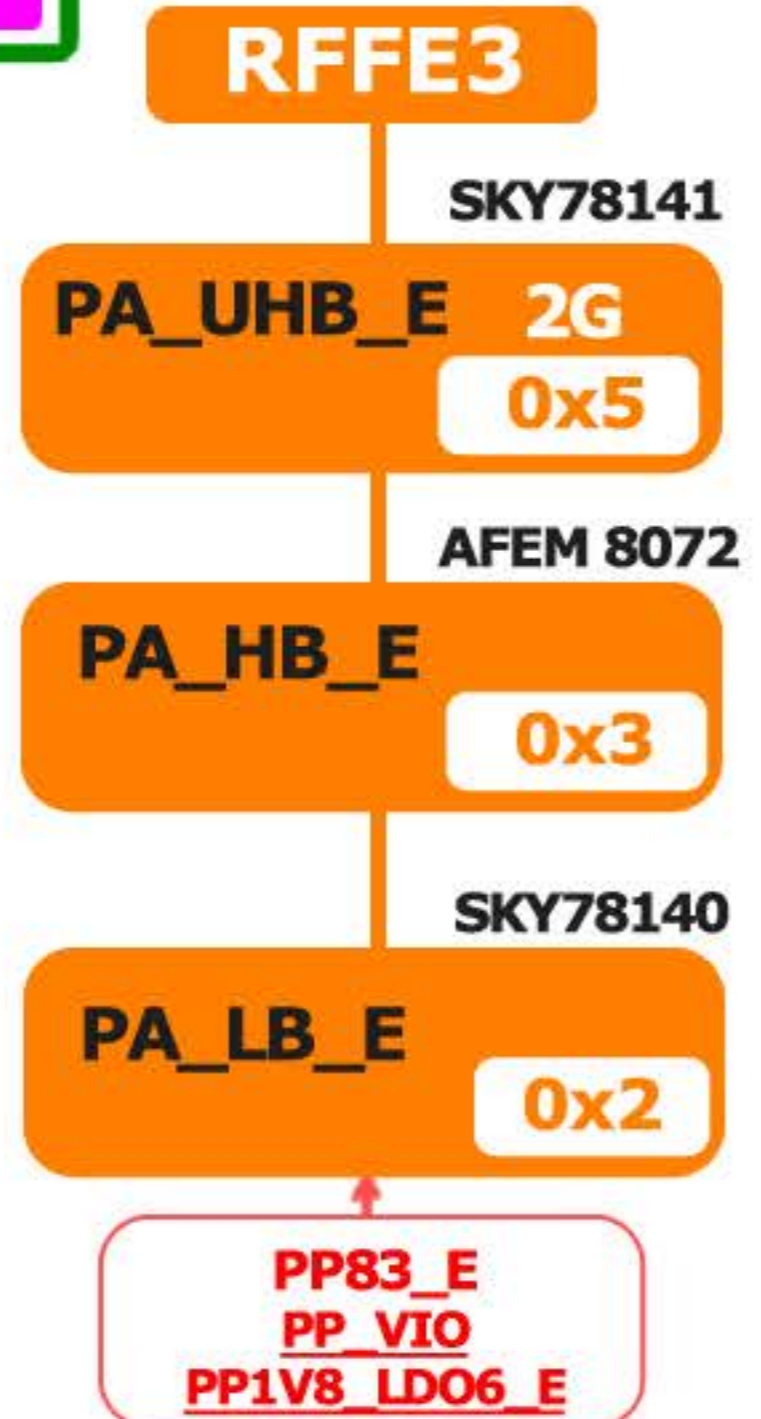 RFFE3
SKY78141
PA_UHB_E 2G
0x5
AFEM 8072
PA_HB_E
0x3
SKY78140
PA_LB_E
0x2
PP83_E
PP_VIO
PP1V8_LDO6_E